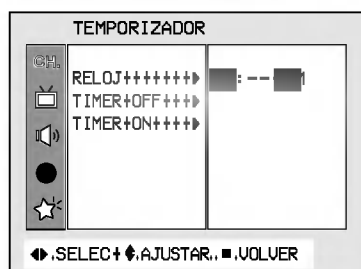 TEMPORIZADOR
CH.
RELOJ+++++++▶ :--
TIMER+OFF+++▶
TIMER+ON++++▶
◀▶,SELEC+♦,AJUSTAR,,■,VOLVER